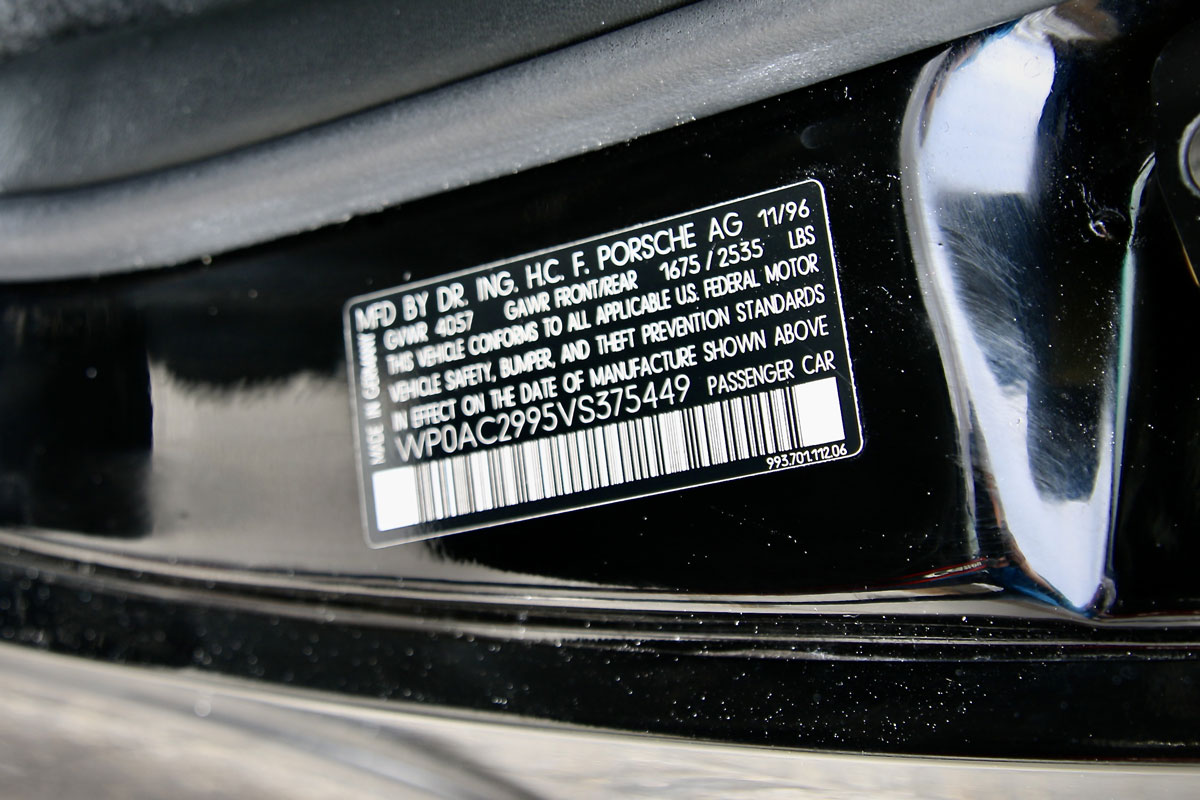 MFD BY DR. ING. H.C. F. PORSCHE AG 11/96
GVWR 4057 GAWR FRONT/REAR 1675/2535 LBS
THIS VEHICLE CONFORMS TO ALL APPLICABLE U.S. FEDERAL MOTOR
VEHICLE SAFETY, BUMPER, AND THEFT PREVENTION STANDARDS
IN EFFECT ON THE DATE OF MANUFACTURE SHOWN ABOVE
WP0AC2995VS375449 PASSENGER CAR
993.701.112.06
MADE IN GERMANY
Canon